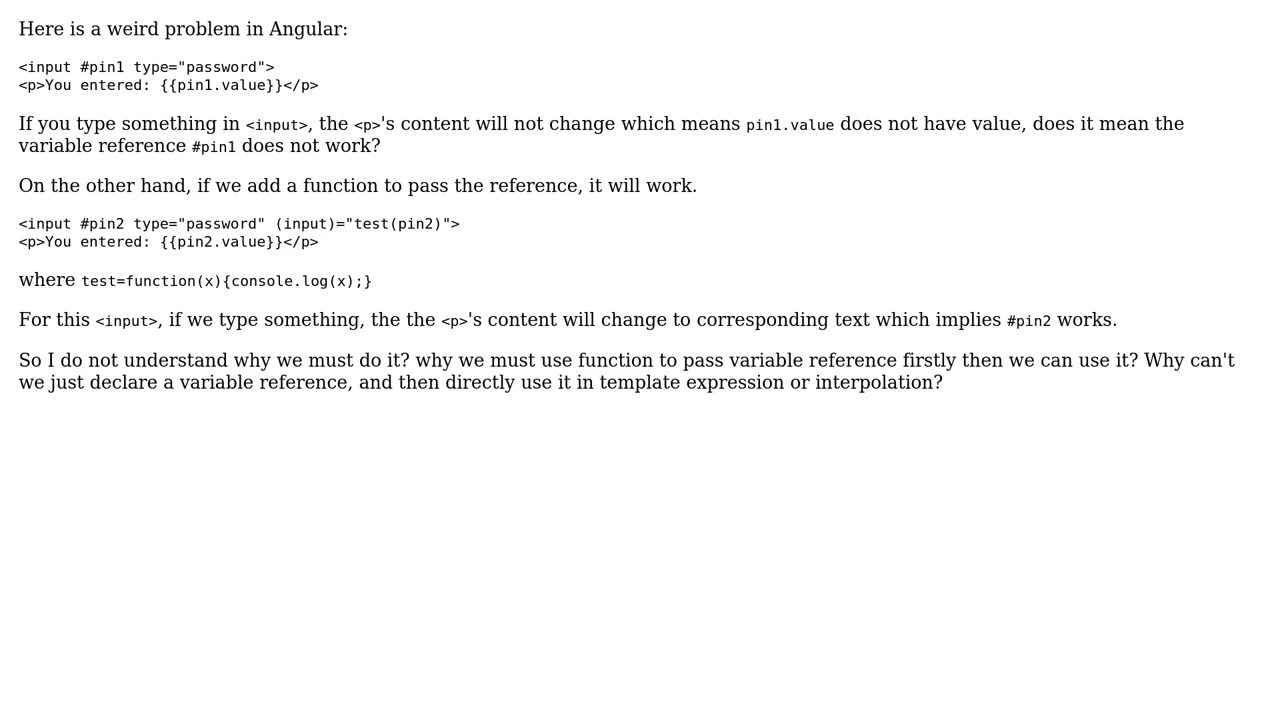 Here is a weird problem in Angular:
<input #pin1 type="password">
<p>You entered: {{pin1.value}}</p>
If you type something in <input>, the <p>'s content will not change which means pin1.value does not have value, does it mean the
variable reference #pin1 does not work?
On the other hand, if we add a function to pass the reference, it will work.
<input #pin2 type="password" (input)="test(pin2)">
<p>You entered: {{pin2.value}}</p>
where test=function(x){console.log(x);}
For this <input>, if we type something, the the <p>'s content will change to corresponding text which implies #pin2 works.
So I do not understand why we must do it? why we must use function to pass variable reference firstly then we can use it? Why can't
we just declare a variable reference, and then directly use it in template expression or interpolation?